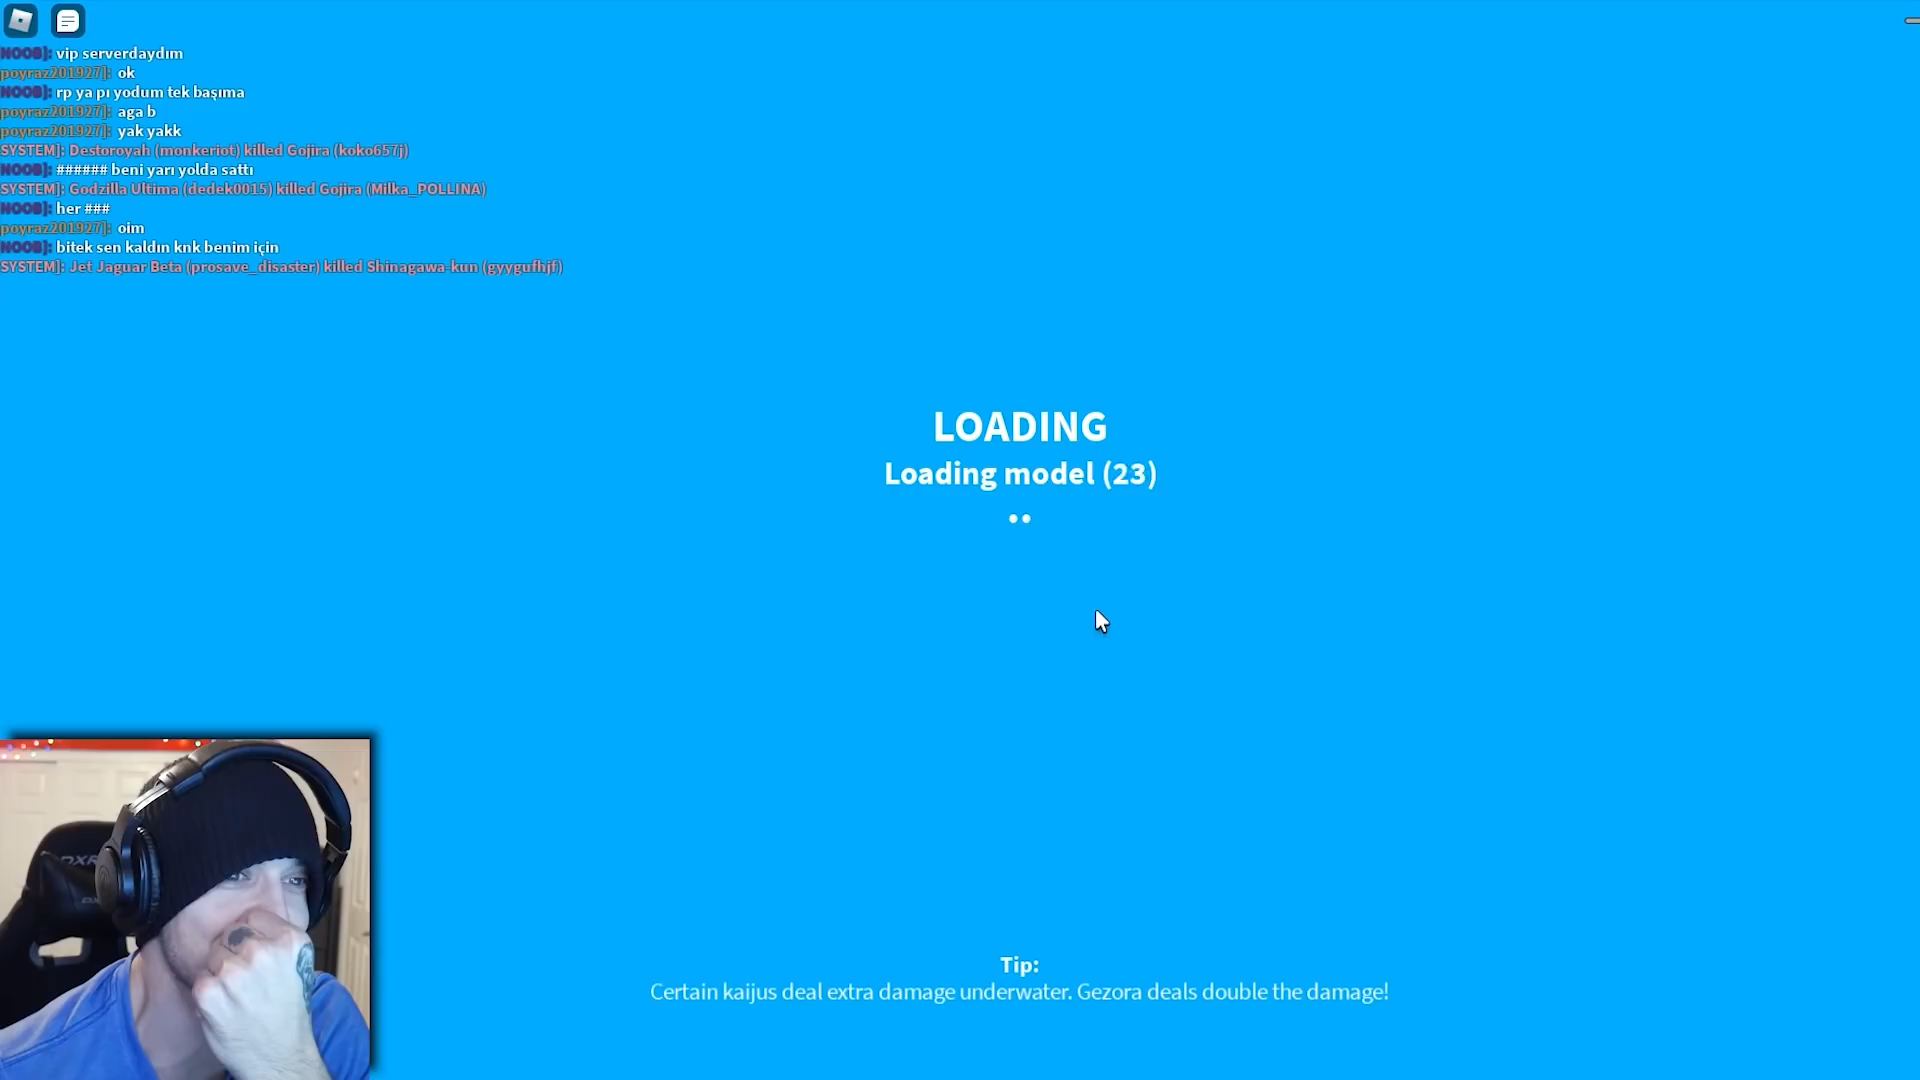 NOOB]: vip serverdaydım
poyraz201927]: ok
NOOB]: rp ya pı yodum tek başıma
poyraz201927]: aga b
poyraz201927]: yak yakk
SYSTEM]: Destoroyah (monkeriot) killed Gojira (koko657j)
NOOB]: ###### beni yarı yolda sattı
SYSTEM]: Godzilla Ultima (dedek0015) killed Gojira (Milka_POLLINA)
NOOB]: her ###
poyraz201927]: oim
NOOB]: bitek sen kaldın knk benim için
SYSTEM]: Jet Jaguar Beta (prosave_disaster) killed Shinagawa-kun (gyygufhjf)
LOADING
Loading model (23)
Tip:
Certain kaijus deal extra damage underwater. Gezora deals double the damage!